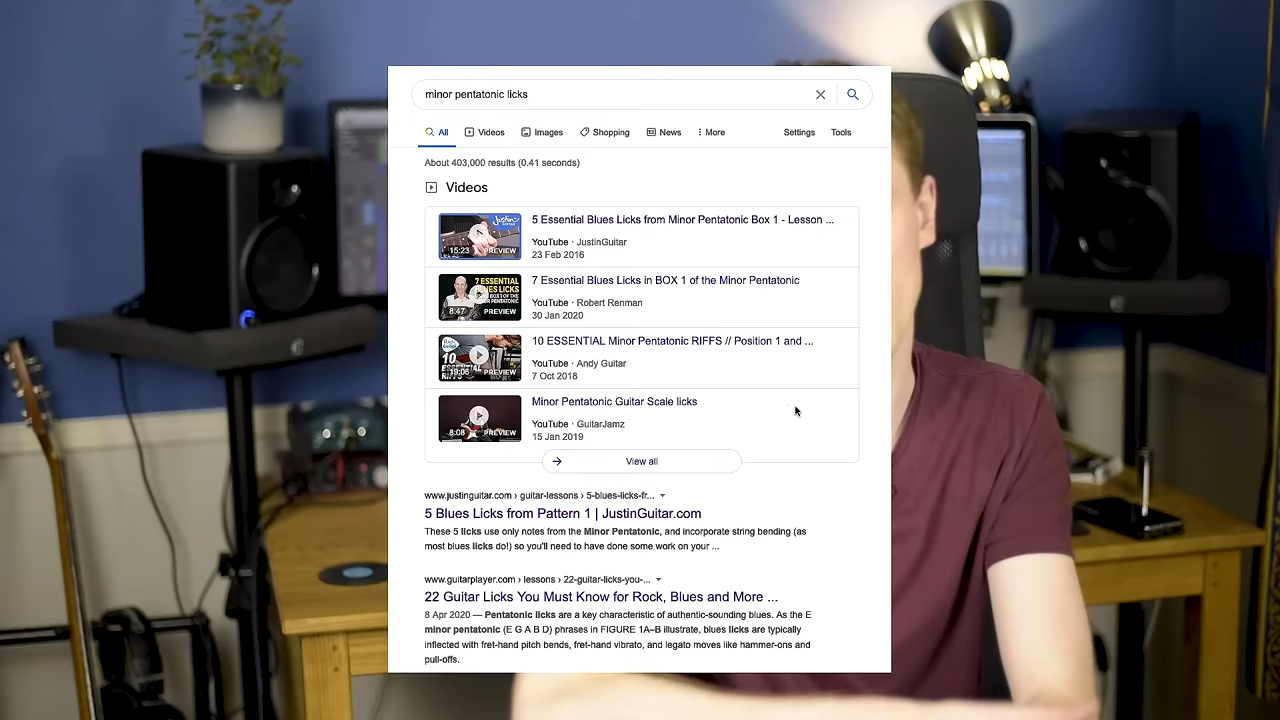 minor pentatonic licks
All Videos Images Shopping News More Settings Tools
About 403,000 results (0.41 seconds)
Videos
5 Essential Blues Licks from Minor Pentatonic Box 1 - Lesson ...
YouTube · JustinGuitar
23 Feb 2016
Justin
15:23 PREVIEW
7 Essential Blues Licks in BOX 1 of the Minor Pentatonic
YouTube · Robert Renman
30 Jan 2020
7 ESSENTIAL
BLUES LICKS
8:47 PREVIEW
10 ESSENTIAL Minor Pentatonic RIFFS // Position 1 and ...
YouTube · Andy Guitar
7 Oct 2018
10
ESSENTIAL
RIFFS
19:06 PREVIEW
Minor Pentatonic Guitar Scale licks
YouTube · GuitarJamz
15 Jan 2019
8:08 PREVIEW
View all
www.justinguitar.com › guitar-lessons › 5-blues-licks-fr...
5 Blues Licks from Pattern 1 | JustinGuitar.com
These 5 licks use only notes from the Minor Pentatonic, and incorporate string bending (as
most blues licks do!) so you'll need to have done some work on your ...
www.guitarplayer.com › lessons › 22-guitar-licks-you-...
22 Guitar Licks You Must Know for Rock, Blues and More ...
8 Apr 2020 — Pentatonic licks are a key characteristic of authentic-sounding blues. As the E
minor pentatonic (E G A B D) phrases in FIGURE 1A–B illustrate, blues licks are typically
inflected with fret-hand pitch bends, fret-hand vibrato, and legato moves like hammer-ons and
pull-offs.